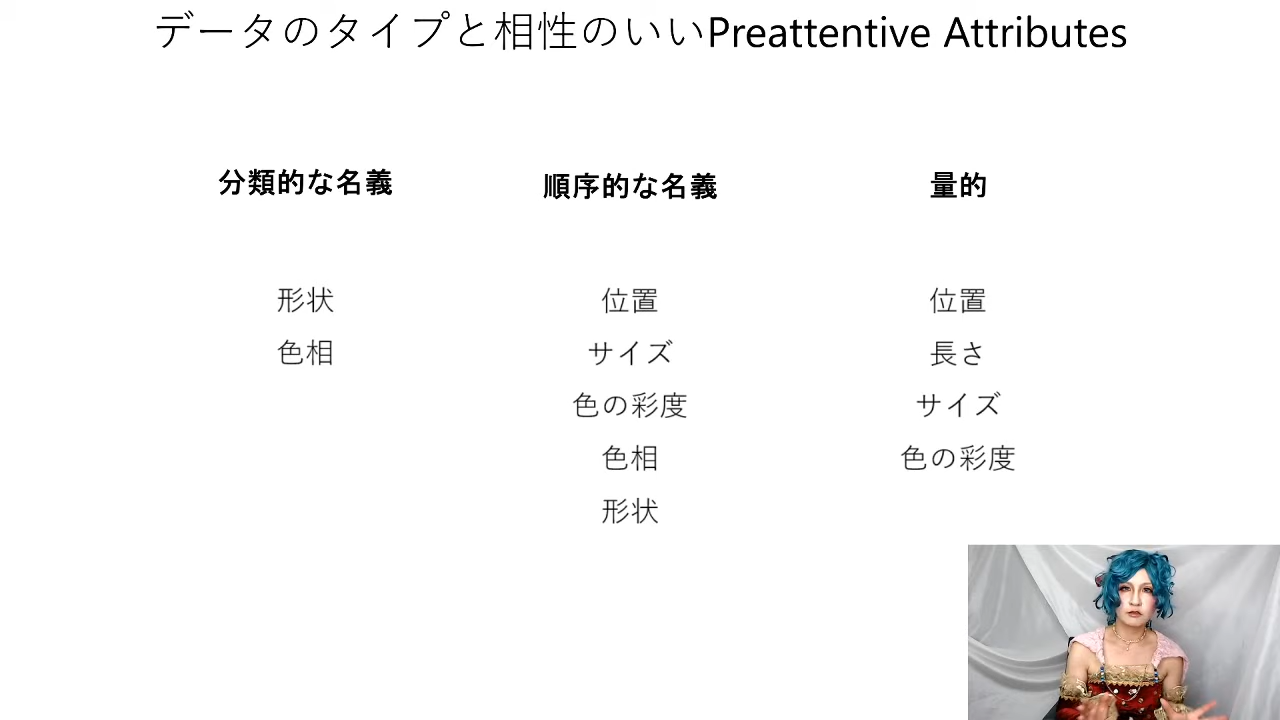 データのタイプと相性のいいPreattentive Attributes
分類的な名義
形状
色相
順序的な名義
位置
サイズ
色の彩度
色相
形状
量的
位置
長さ
サイズ
色の彩度